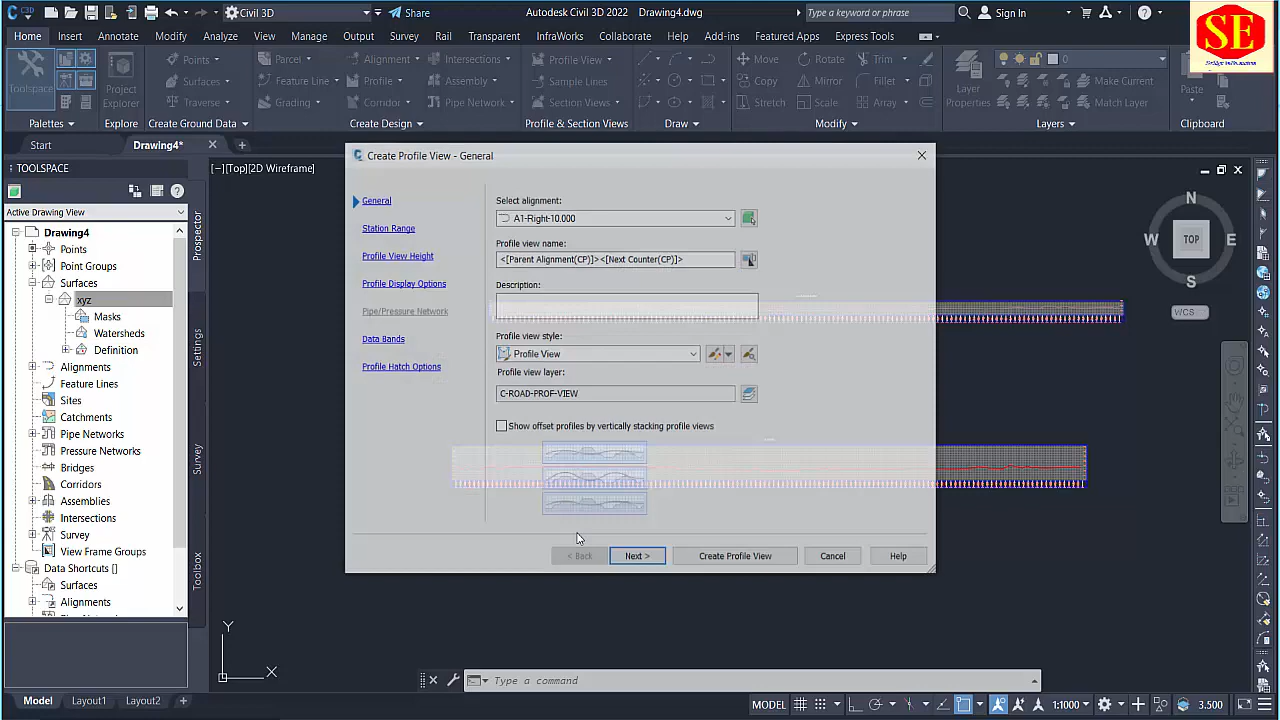 C3D Civil 3D Share Autodesk Civil 3D 2022 Drawing4.dwg Type a keyword or phrase Sign In
SE
Bridge information
Home Insert Annotate Modify Analyze View Manage Output Survey Rail Transparent InfraWorks Collaborate Help Add-ins Featured Apps Express Tools
Points Parcel Alignment Intersections Profile View Move Rotate Trim 0
Surfaces Feature Line Profile Assembly Sample Lines Copy Mirror Fillet Make Current
Toolspace Project Explorer Traverse Grading Corridor Pipe Network Section Views Stretch Scale Array Layer Properties Match Layer Paste
Palettes Explore Create Ground Data Create Design Profile & Section Views Draw Modify Layers Clipboard
Start Drawing4*
TOOLSPACE
[−][Top][2D Wireframe]
Active Drawing View
Drawing4
Points
Point Groups
Surfaces
xyz
Masks
Watersheds
Definition
Alignments
Feature Lines
Sites
Catchments
Pipe Networks
Pressure Networks
Bridges
Corridors
Assemblies
Intersections
Survey
View Frame Groups
Data Shortcuts []
Surfaces
Alignments
Prospector
Settings
Survey
Toolbox
Create Profile View - General
General
Station Range
Profile View Height
Profile Display Options
Pipe/Pressure Network
Data Bands
Profile Hatch Options
Select alignment:
A1-Right-10.000
Profile view name:
<[Parent Alignment(CP)]><[Next Counter(CP)]>
Description:
Profile view style:
Profile View
Profile view layer:
C-ROAD-PROF-VIEW
Show offset profiles by vertically stacking profile views
< Back Next > Create Profile View Cancel Help
N
W TOP E
S
WCS
Y
X
Type a command
Model Layout1 Layout2 MODEL 1:1000 3.500